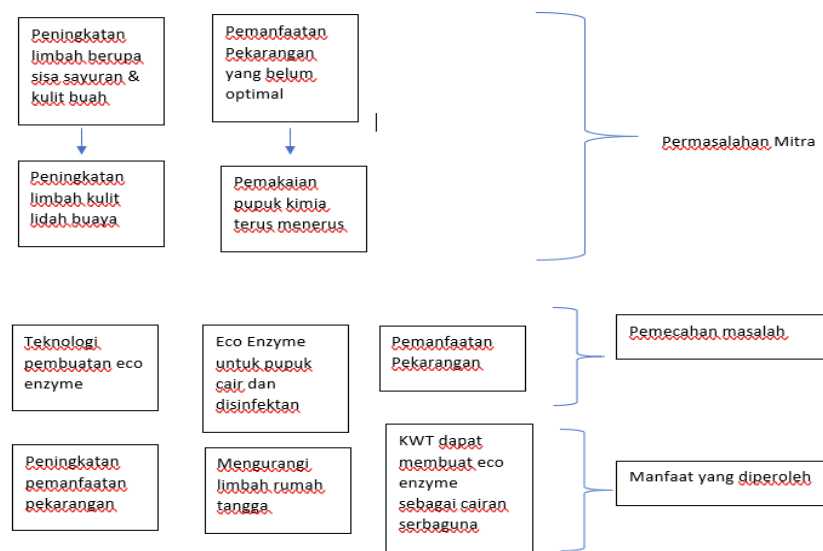 Peningkatan
limbah berupa
sisa sayuran &
kulit buah
Pemanfaatan
Pekarangan
yang belum
optimal
Permasalahan Mitra
Peningkatan
limbah kulit
lidah buaya
Pemakaian
pupuk kimia
terus menerus
Teknologi
pembuatan eco
enzyme
Eco Enzyme
untuk pupuk
cair dan
disinfektan
Pemanfaatan
Pekarangan
Pemecahan masalah
Peningkatan
pemanfaatan
pekarangan
Mengurangi
limbah rumah
tangga
KWT dapat
membuat eco
enzyme
sebagai cairan
serbaguna
Manfaat yang diperoleh